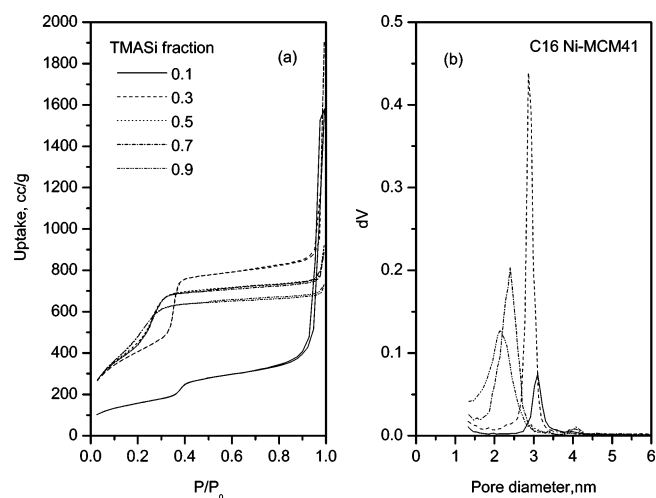 TMASi fraction
0.1
0.3
0.5
0.7
0.9
(a)
2000
1800
1600
1400
1200
1000
800
600
400
200
0
Uptake, cc/g
0.0 0.2 0.4 0.6 0.8 1.0
P/P0
(b)
C16 Ni-MCM41
0.5
0.4
0.3
0.2
0.1
0.0
dV
0 1 2 3 4 5 6
Pore diameter,nm